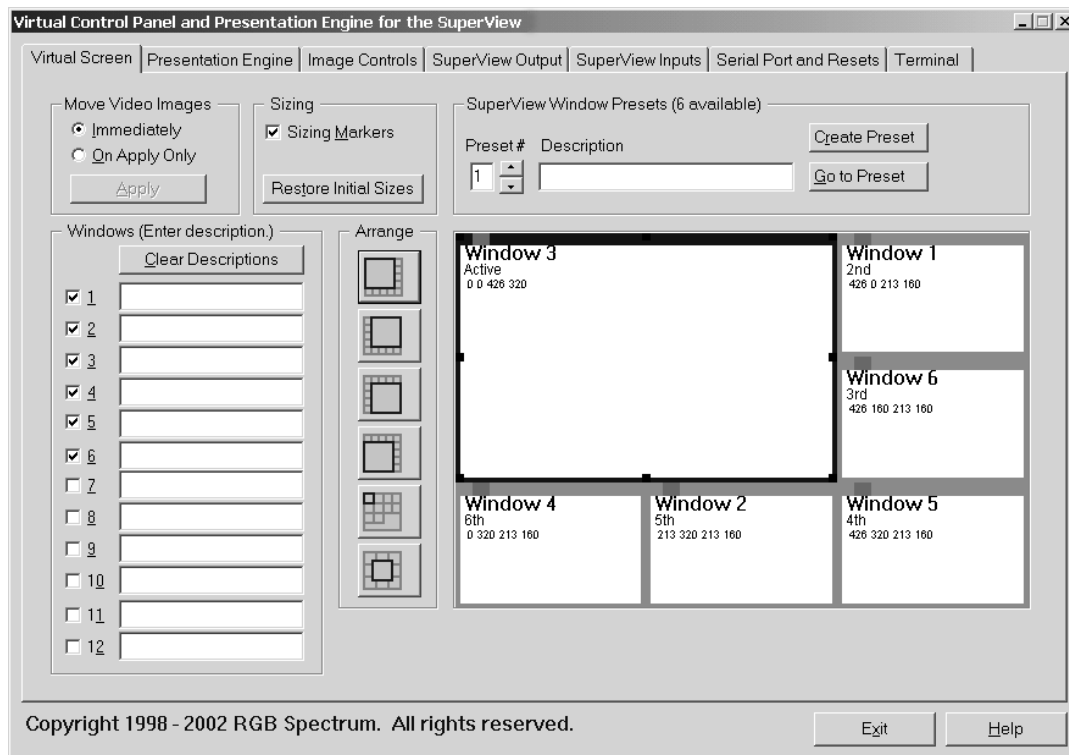 Virtual Control Panel and Presentation Engine for the SuperView
Virtual Screen Presentation Engine Image Controls SuperView Output SuperView Inputs Serial Port and Resets Terminal
Move Video Images
Immediately
On Apply Only
Apply
Sizing
Sizing Markers
Restore Initial Sizes
SuperView Window Presets (6 available)
Preset # Description
1
Create Preset
Go to Preset
Windows (Enter description.)
Clear Descriptions
1
2
3
4
5
6
7
8
9
10
11
12
Arrange
Window 3
Active
0 0 426 320
Window 1
2nd
426 0 213 160
Window 6
3rd
426 160 213 160
Window 4
6th
0 320 213 160
Window 2
5th
213 320 213 160
Window 5
4th
426 320 213 160
Copyright 1998 - 2002 RGB Spectrum. All rights reserved.
Exit
Help